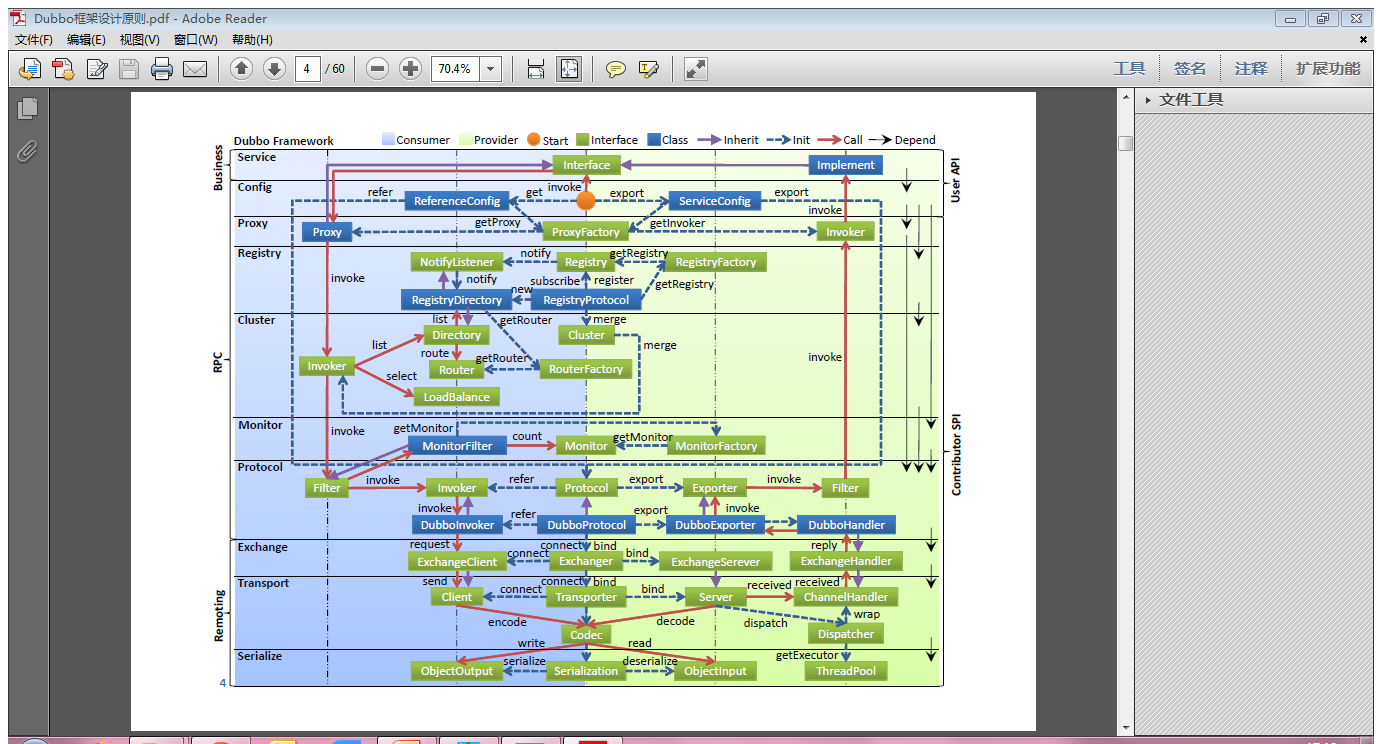 Dubbo框架设计原则.pdf - Adobe Reader
文件(F) 编辑(E) 视图(V) 窗口(W) 帮助(H)
4 / 60 70.4% 工具 签名 注释 扩展功能
文件工具
Dubbo Framework Consumer Provider Start Interface Class Inherit Init Call Depend
Business
Service Interface Implement
User API
Config refer get invoke export export
ReferenceConfig ServiceConfig
invoke
Proxy getProxy getInvoker
Proxy ProxyFactory Invoker
Registry notify getRegistry
NotifyListener Registry RegistryFactory
invoke notify subscribe register getRegistry
RegistryDirectory new RegistryProtocol
Cluster list getRouter merge
Directory Cluster
list merge
RPC
route getRouter invoke
Invoker Router RouterFactory
select
LoadBalance
Monitor invoke getMonitor count getMonitor
MonitorFilter Monitor MonitorFactory
Contributor SPI
Protocol
invoke refer export invoke
Filter Invoker Protocol Exporter Filter
invoke refer export invoke
DubboInvoker DubboProtocol DubboExporter DubboHandler
Exchange request connect bind reply
connect bind
ExchangeClient Exchanger ExchangeSerever ExchangeHandler
Transport send connect bind received received
connect bind
Client Transporter Server ChannelHandler
Remoting
encode decode dispatch wrap
Codec Dispatcher
write read
Serialize serialize deserialize getExecutor
ObjectOutput Serialization ObjectInput ThreadPool
4